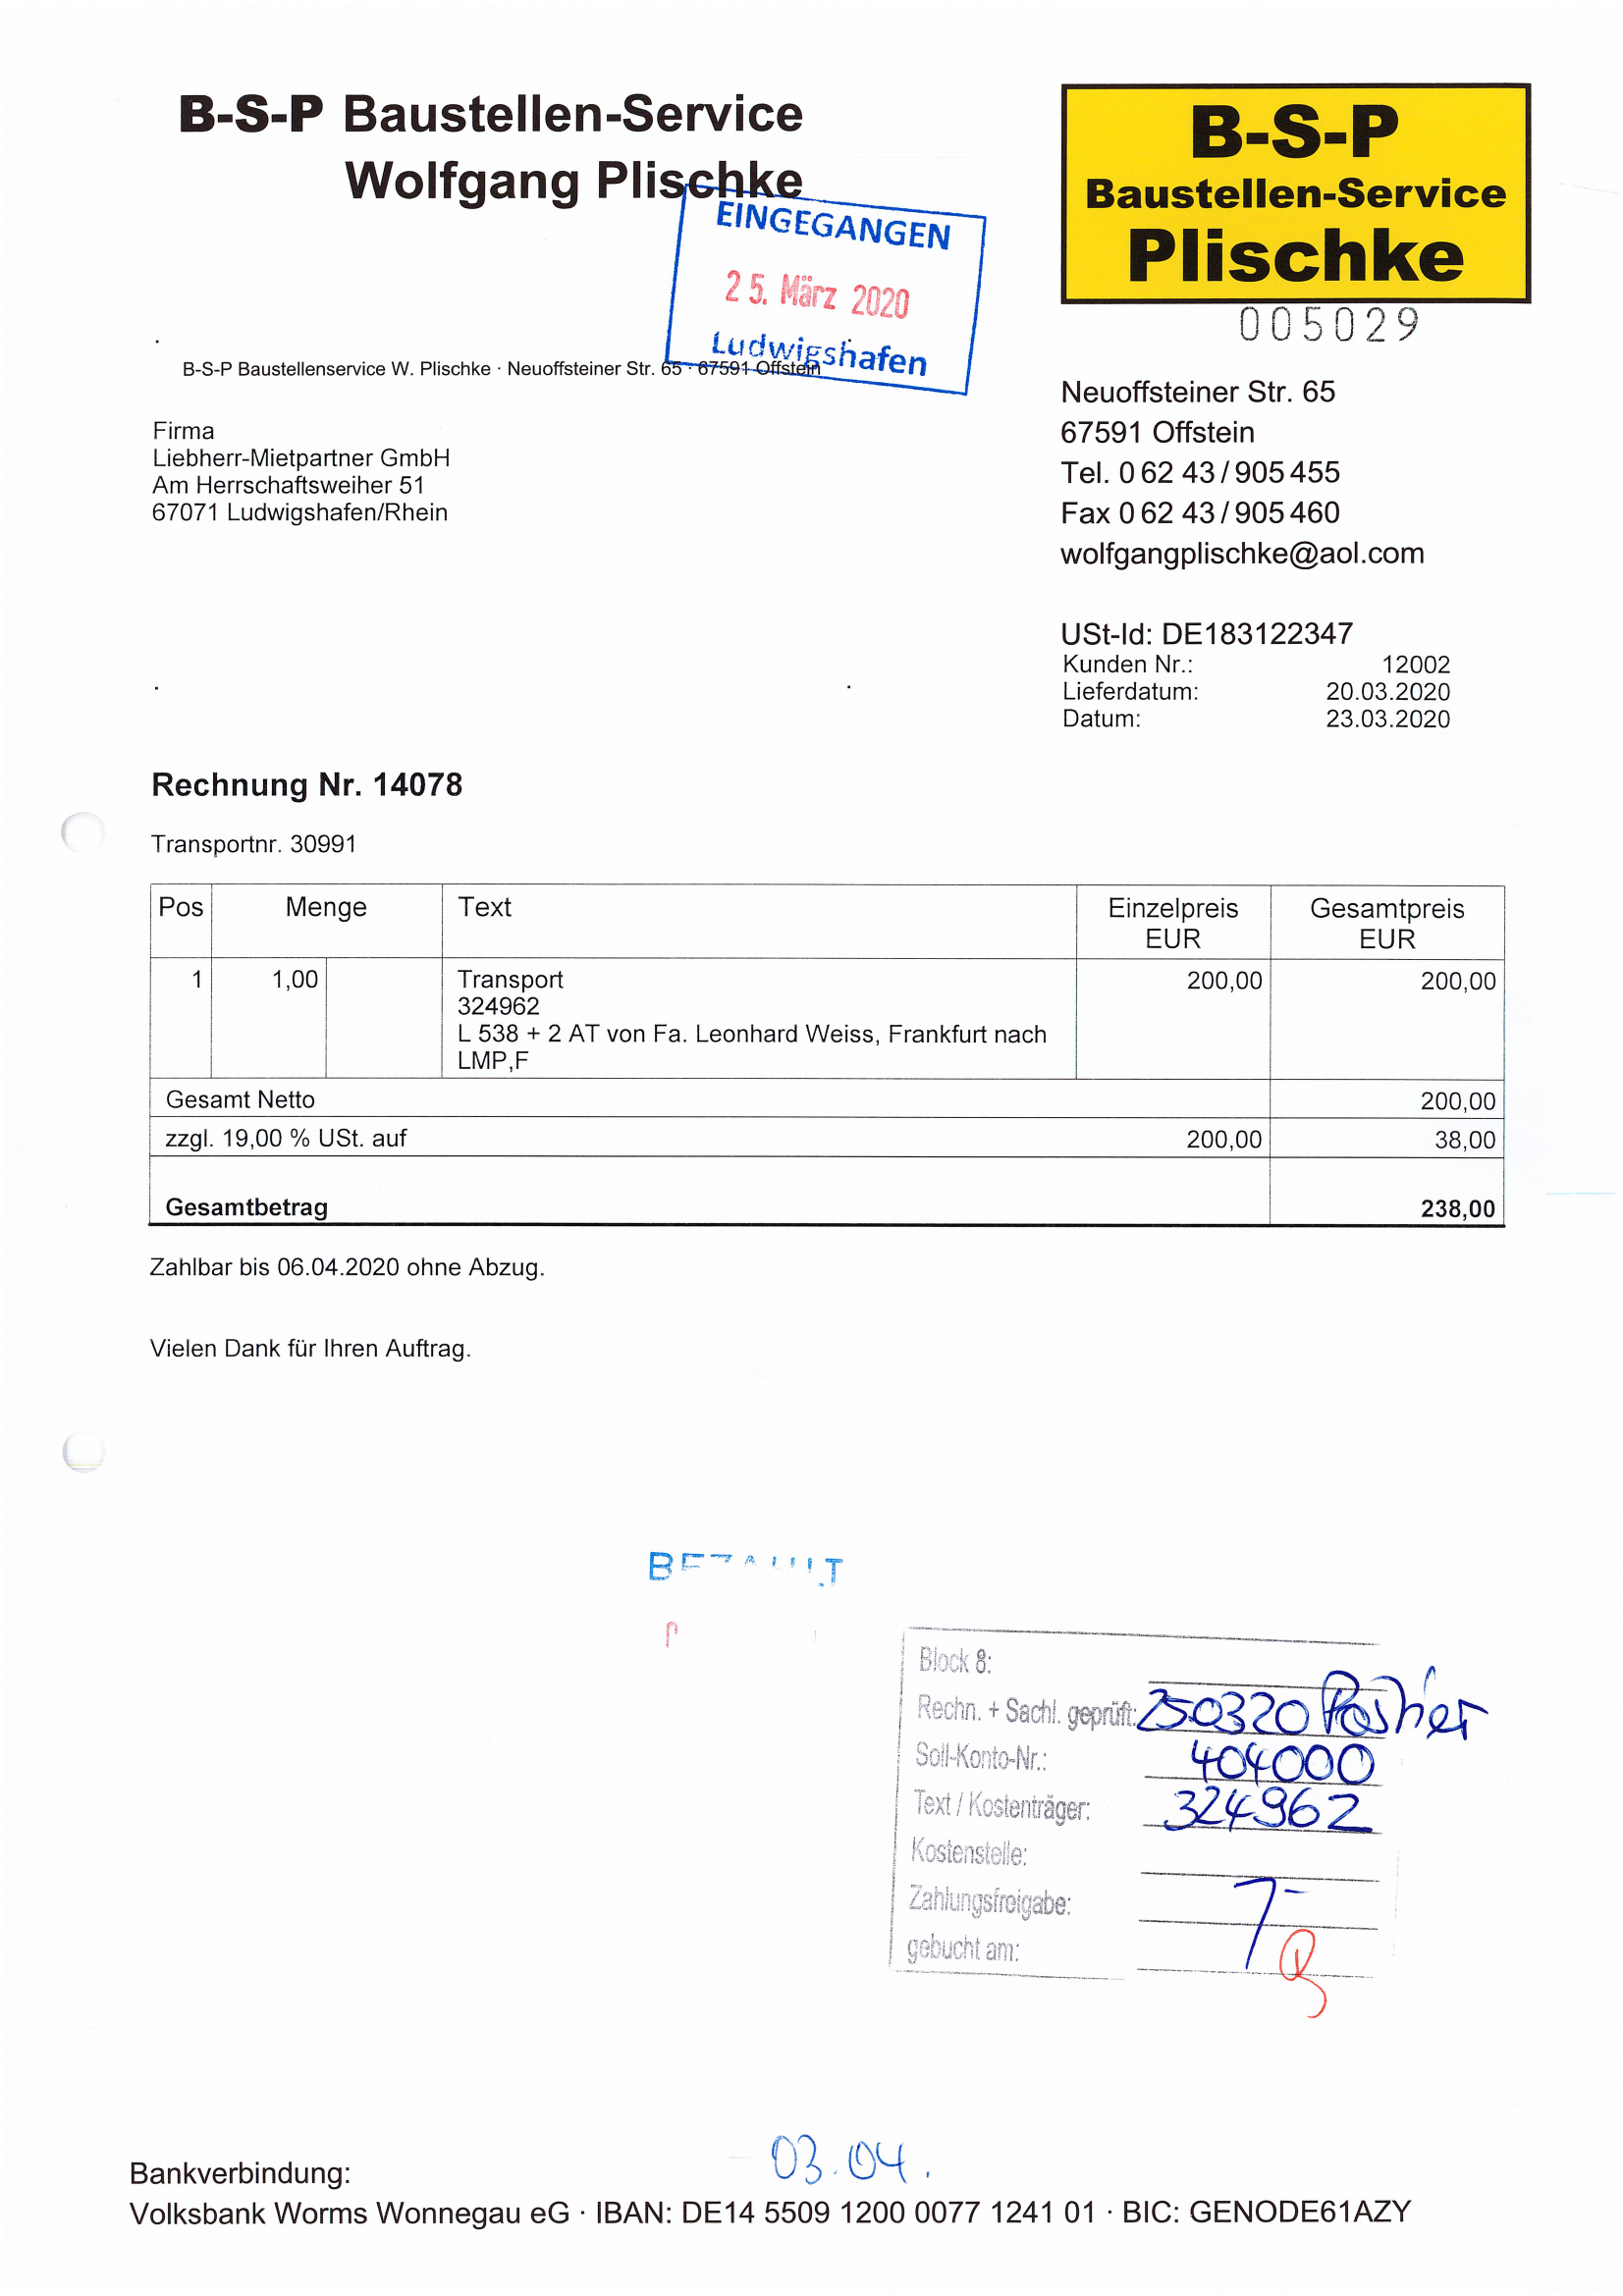 B-S-P Baustellen-Service
Wolfgang Plischke
B-S-P
Baustellen-Service
Plischke
005029
EINGEGANGEN
25. März 2020
Ludwigshafen
B-S-P Baustellenservice W. Plischke · Neuoffsteiner Str. 65 · 67591 Offstein
Firma
Liebherr-Mietpartner GmbH
Am Herrschaftsweiher 51
67071 Ludwigshafen/Rhein
Neuoffsteiner Str. 65
67591 Offstein
Tel. 0 62 43 / 905 455
Fax 0 62 43 / 905 460
wolfgangplischke@aol.com
USt-Id: DE183122347
Kunden Nr.: 12002
Lieferdatum: 20.03.2020
Datum: 23.03.2020
Rechnung Nr. 14078
Transportnr. 30991
Pos Menge Text Einzelpreis Gesamtpreis
EUR EUR
1 1,00 Transport 200,00 200,00
324962
L 538 + 2 AT von Fa. Leonhard Weiss, Frankfurt nach
LMP,F
Gesamt Netto 200,00
zzgl. 19,00 % USt. auf 200,00 38,00
Gesamtbetrag 238,00
Zahlbar bis 06.04.2020 ohne Abzug.
Vielen Dank für Ihren Auftrag.
BEZAHLT
Block 8:
Rechn. + Sachl. geprüft: 250320
Soll-Konto-Nr.: 404000
Text / Kostenträger: 324962
Kostenstelle:
Zahlungsfreigabe:
gebucht am:
03.04.
Bankverbindung:
Volksbank Worms Wonnegau eG · IBAN: DE14 5509 1200 0077 1241 01 · BIC: GENODE61AZY